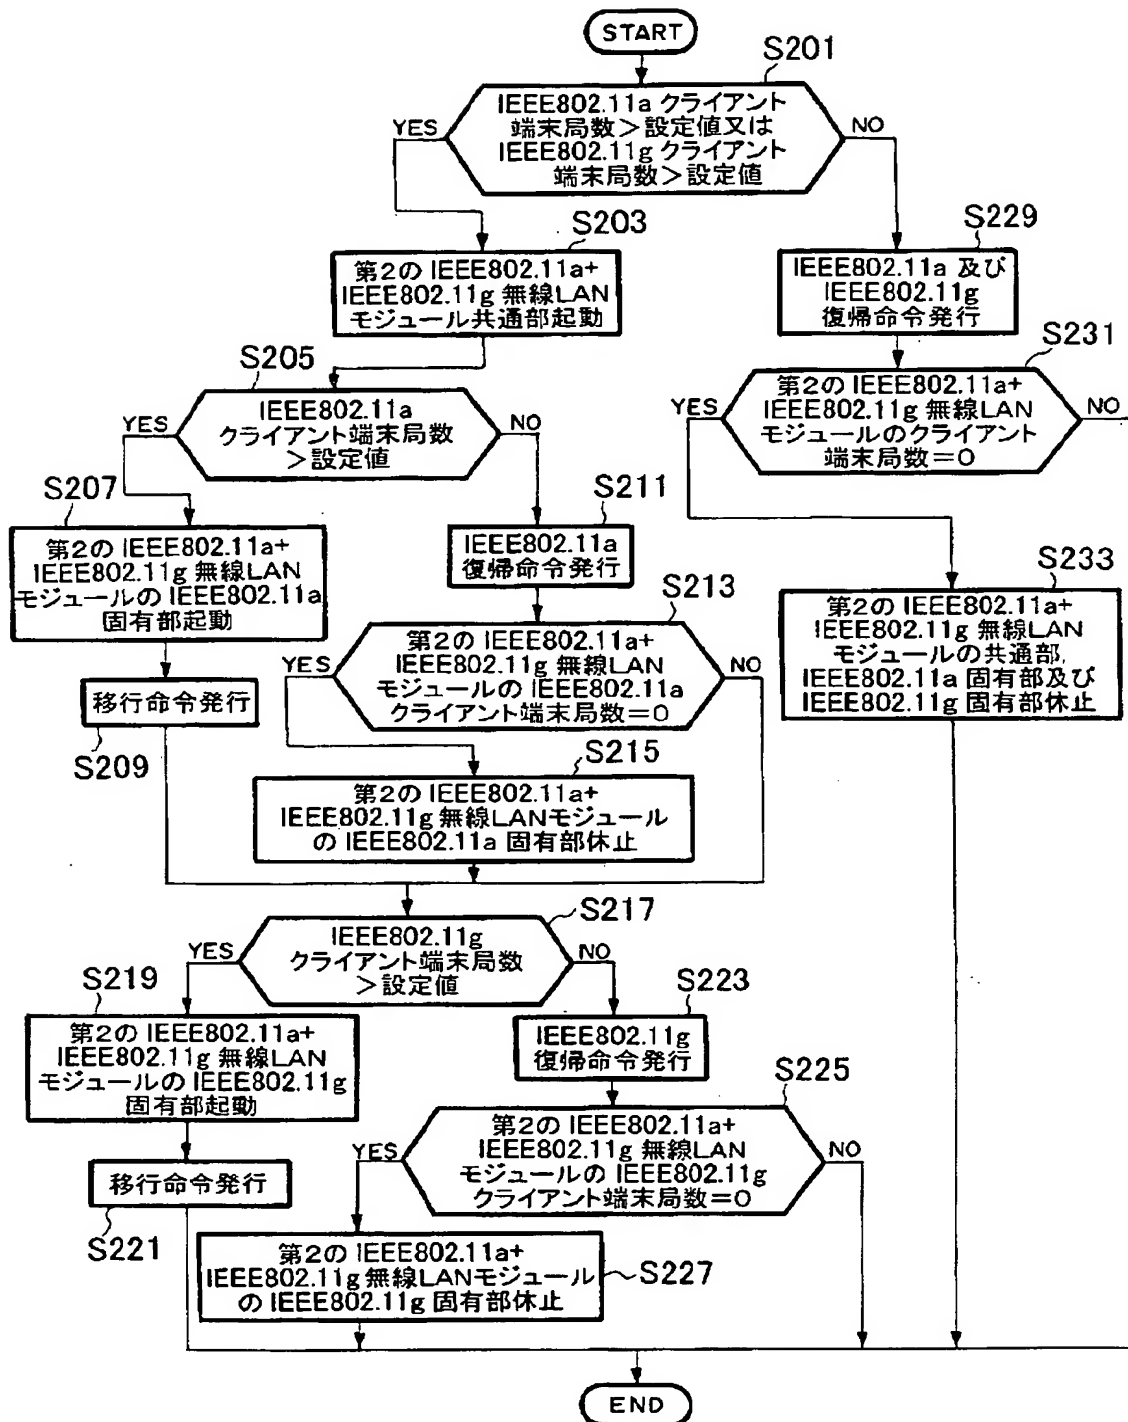 START
S201
IEEE802.11a クライアント
端末局数>設定値又は
IEEE802.11g クライアント
端末局数>設定値
YES
NO
S203
第2の IEEE802.11a+
IEEE802.11g 無線LAN
モジュール共通部起動
S229
IEEE802.11a 及び
IEEE802.11g
復帰命令発行
S205
IEEE802.11a
クライアント端末局数
>設定値
YES
NO
S231
第2の IEEE802.11a+
IEEE802.11g 無線LAN
モジュールのクライアント
端末局数=0
YES
NO
S207
第2の IEEE802.11a+
IEEE802.11g 無線LAN
モジュールの IEEE802.11a
固有部起動
S211
IEEE802.11a
復帰命令発行
S209
移行命令発行
S213
第2の IEEE802.11a+
IEEE802.11g 無線LAN
モジュールの IEEE802.11a
クライアント端末局数=0
YES
NO
S233
第2の IEEE802.11a+
IEEE802.11g 無線LAN
モジュールの共通部,
IEEE802.11a 固有部及び
IEEE802.11g 固有部休止
S215
第2の IEEE802.11a+
IEEE802.11g 無線LANモジュール
の IEEE802.11a 固有部休止
S217
IEEE802.11g
クライアント端末局数
>設定値
YES
NO
S219
第2の IEEE802.11a+
IEEE802.11g 無線LAN
モジュールの IEEE802.11g
固有部起動
S223
IEEE802.11g
復帰命令発行
S221
移行命令発行
S225
第2の IEEE802.11a+
IEEE802.11g 無線LAN
モジュールの IEEE802.11g
クライアント端末局数=0
YES
NO
S227
第2の IEEE802.11a+
IEEE802.11g 無線LANモジュール
の IEEE802.11g 固有部休止
END